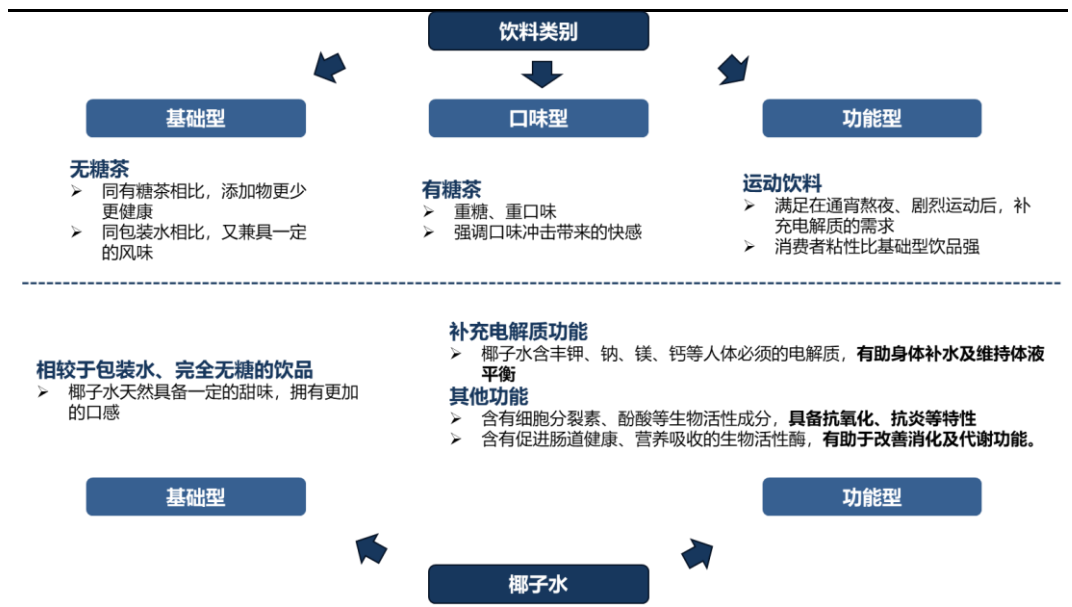 饮料类别
基础型
口味型
功能型
无糖茶
➢ 同有糖茶相比，添加物更少
更健康
➢ 同包装水相比，又兼具一定
的风味
有糖茶
➢ 重糖、重口味
➢ 强调口味冲击带来的快感
运动饮料
➢ 满足在通宵熬夜、剧烈运动后，补
充电解质的需求
➢ 消费者粘性比基础型饮品强
相较于包装水、完全无糖的饮品
➢ 椰子水天然具备一定的甜味，拥有更加
的口感
补充电解质功能
➢ 椰子水含丰钾、钠、镁、钙等人体必须的电解质，有助身体补水及维持体液
平衡
其他功能
➢ 含有细胞分裂素、酚酸等生物活性成分，具备抗氧化、抗炎等特性
➢ 含有促进肠道健康、营养吸收的生物活性酶，有助于改善消化及代谢功能。
基础型
功能型
椰子水